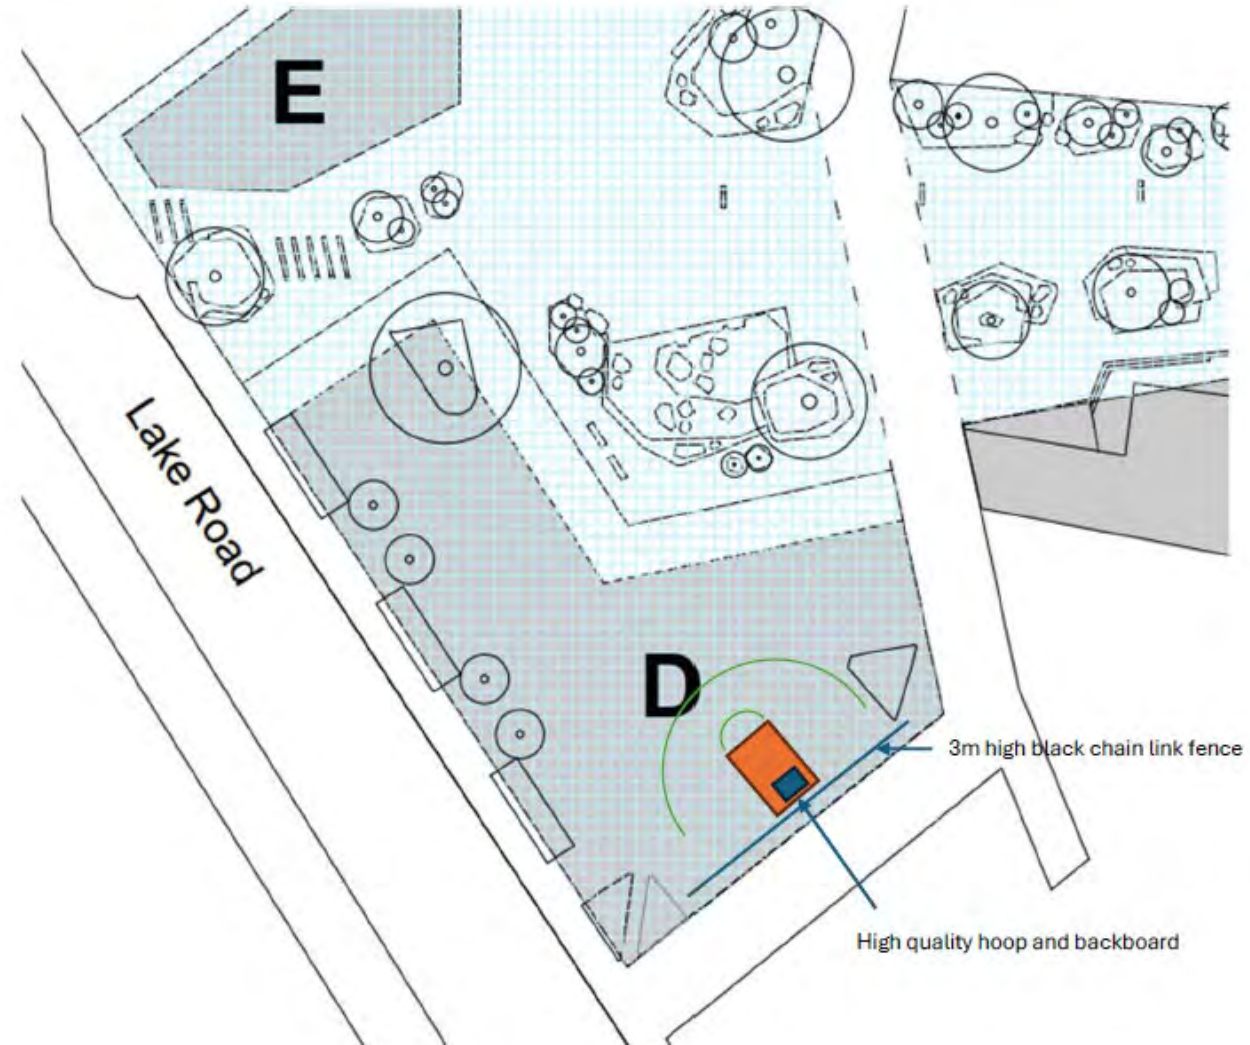 E
Lake Road
D
3m high black chain link fence
High quality hoop and backboard